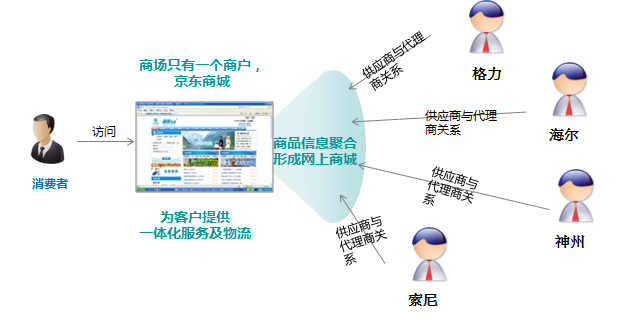 商场只有一个商户，
京东商城
访问
消费者
商品信息聚合
形成网上商城
为客户提供
一体化服务及物流
供应商与代理
商关系
格力
供应商与代理
商关系
海尔
供应商与
代理商关
系
神州
供应商与
代理商关
系
索尼